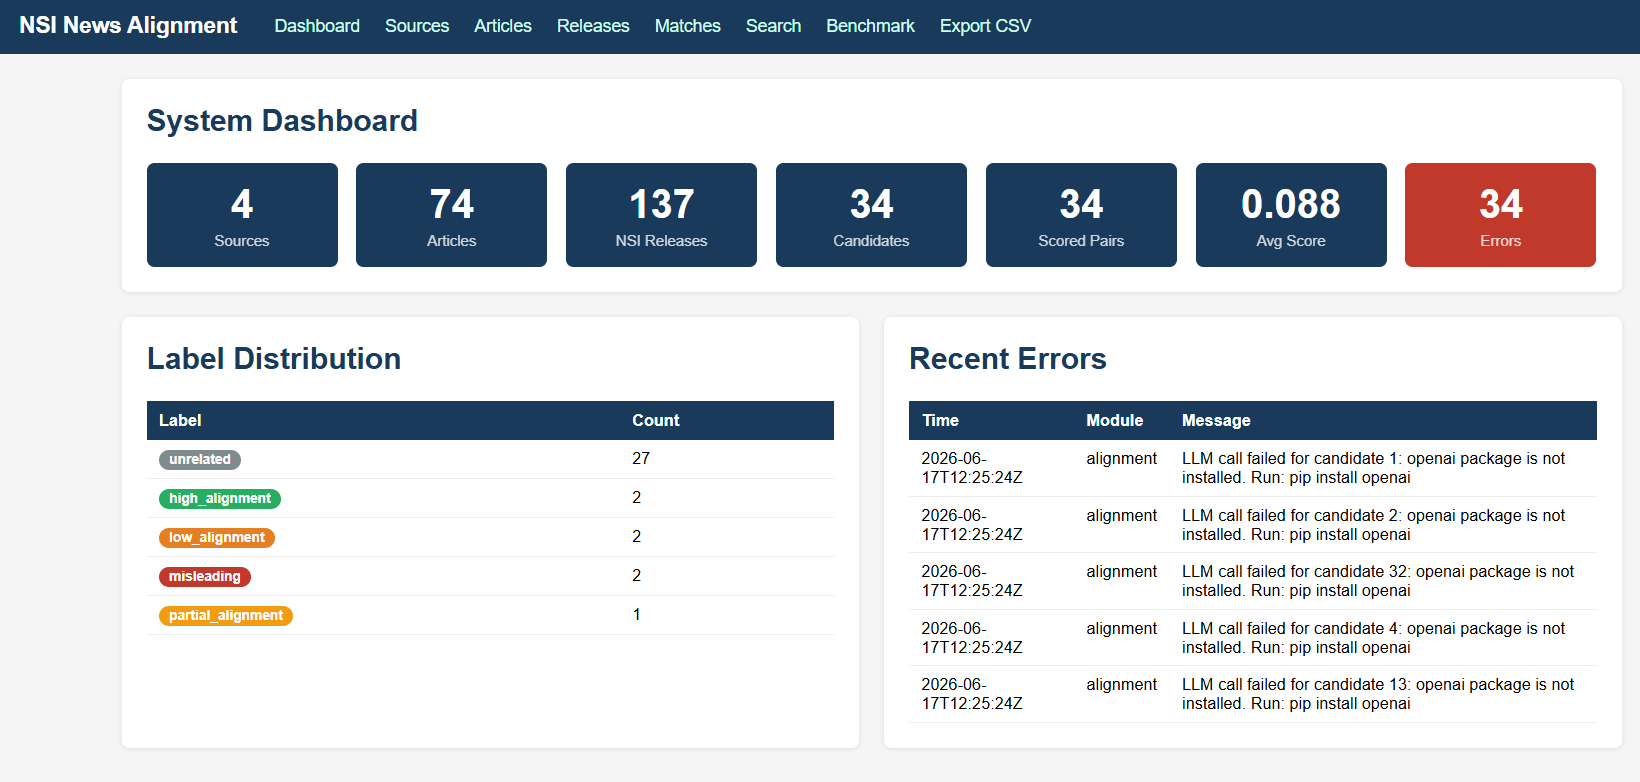 NSI News Alignment Dashboard Sources Articles Releases Matches Search Benchmark Export CSV
System Dashboard
4 74 137 34 34 0.088 34
Sources Articles NSI Releases Candidates Scored Pairs Avg Score Errors
Label Distribution
Label Count
unrelated 27
high_alignment 2
low_alignment 2
misleading 2
partial_alignment 1
Recent Errors
Time Module Message
2026-06- alignment LLM call failed for candidate 1: openai package is not
17T12:25:24Z installed. Run: pip install openai
2026-06- alignment LLM call failed for candidate 2: openai package is not
17T12:25:24Z installed. Run: pip install openai
2026-06- alignment LLM call failed for candidate 32: openai package is not
17T12:25:24Z installed. Run: pip install openai
2026-06- alignment LLM call failed for candidate 4: openai package is not
17T12:25:24Z installed. Run: pip install openai
2026-06- alignment LLM call failed for candidate 13: openai package is not
17T12:25:24Z installed. Run: pip install openai